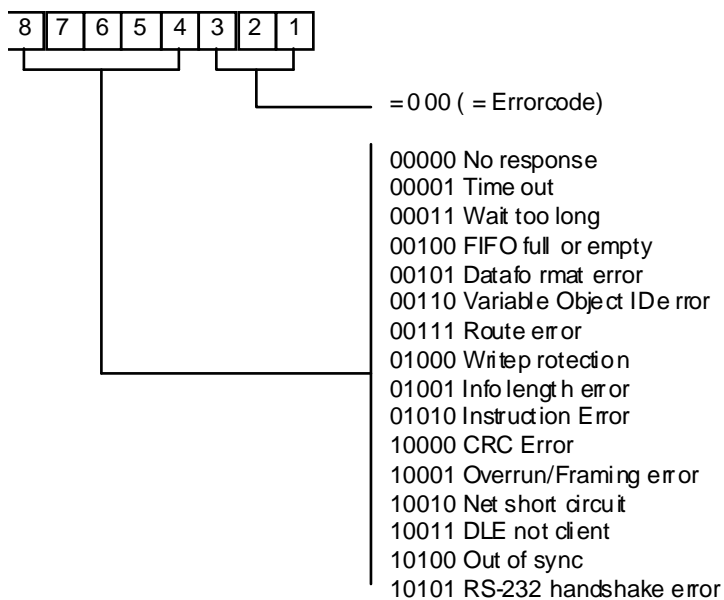 8 7 6 5 4 3 2 1
=000 ( = Errorcode)
00000 No response
00001 Time out
00011 Wait too long
00100 FIFO full or empty
00101 Datafo rmat error
00110 Variable Object IDe rror
00111 Route error
01000 Writep rotection
01001 Info length error
01010 Instruction Error
10000 CRC Error
10001 Overrun/Framing error
10010 Net short circuit
10011 DLE not client
10100 Out of sync
10101 RS-232 handshake error